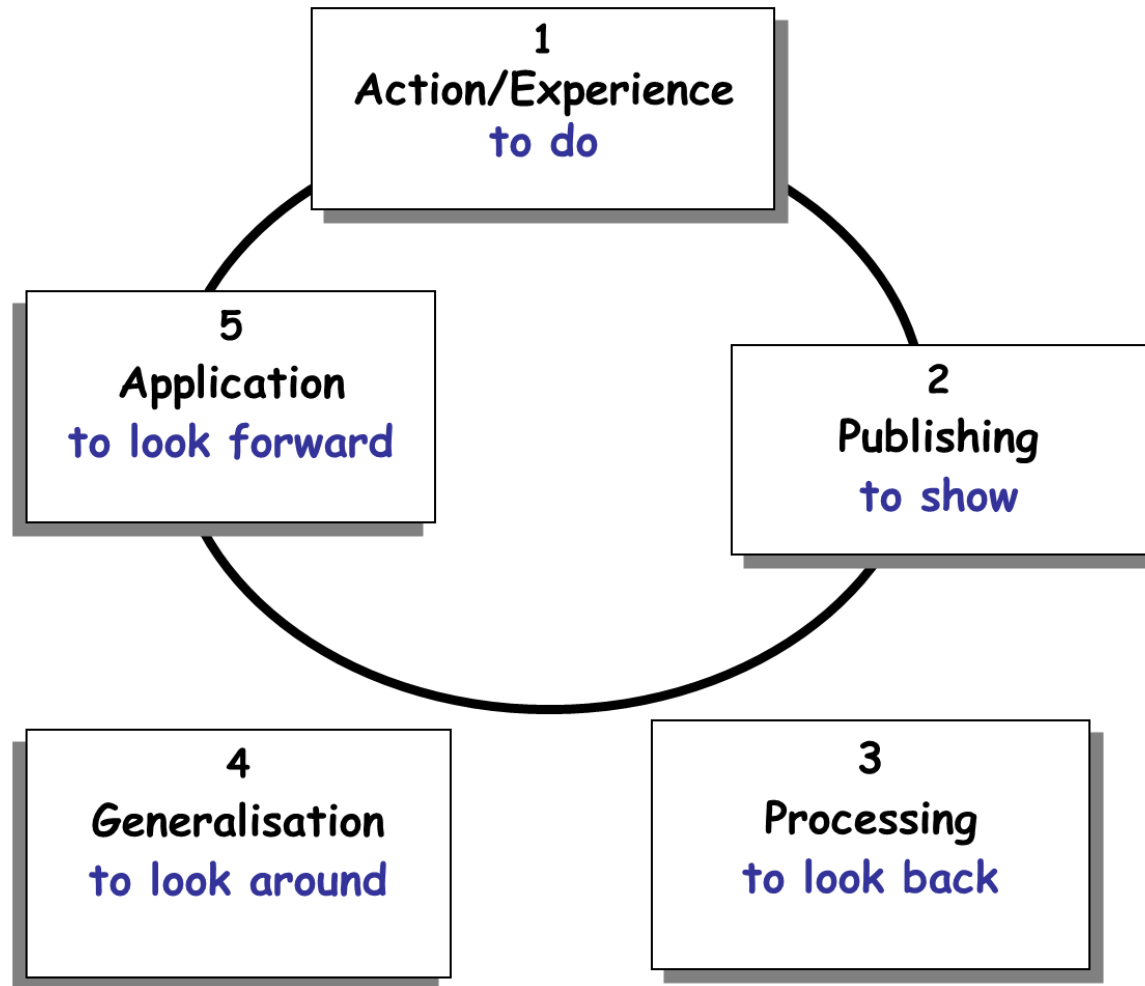 1
Action/Experience
to do
2
Publishing
to show
3
Processing
to look back
4
Generalisation
to look around
5
Application
to look forward